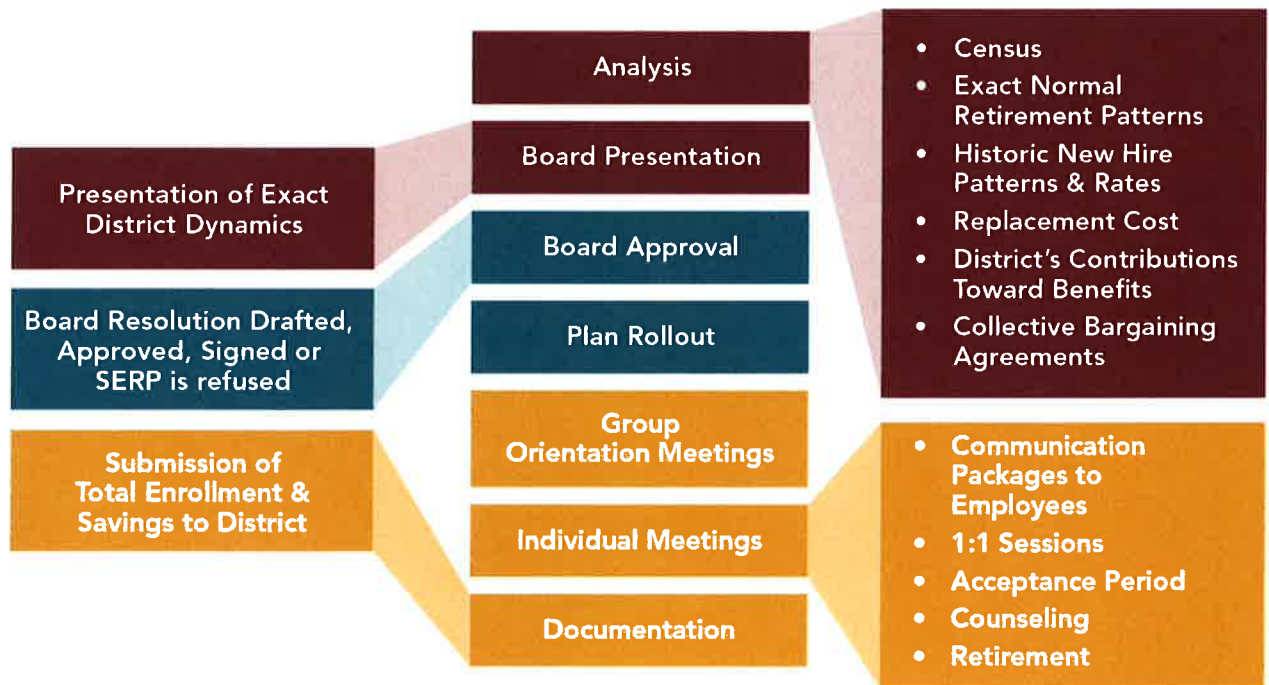 Presentation of Exact
District Dynamics
Board Resolution Drafted,
Approved, Signed or
SERP is refused
Submission of
Total Enrollment &
Savings to District
Analysis
Board Presentation
Board Approval
Plan Rollout
Group
Orientation Meetings
Individual Meetings
Documentation
• Census
• Exact Normal
Retirement Patterns
• Historic New Hire
Patterns & Rates
• Replacement Cost
• District's Contributions
Toward Benefits
• Collective Bargaining
Agreements
• Communication
Packages to
Employees
• 1:1 Sessions
• Acceptance Period
• Counseling
• Retirement